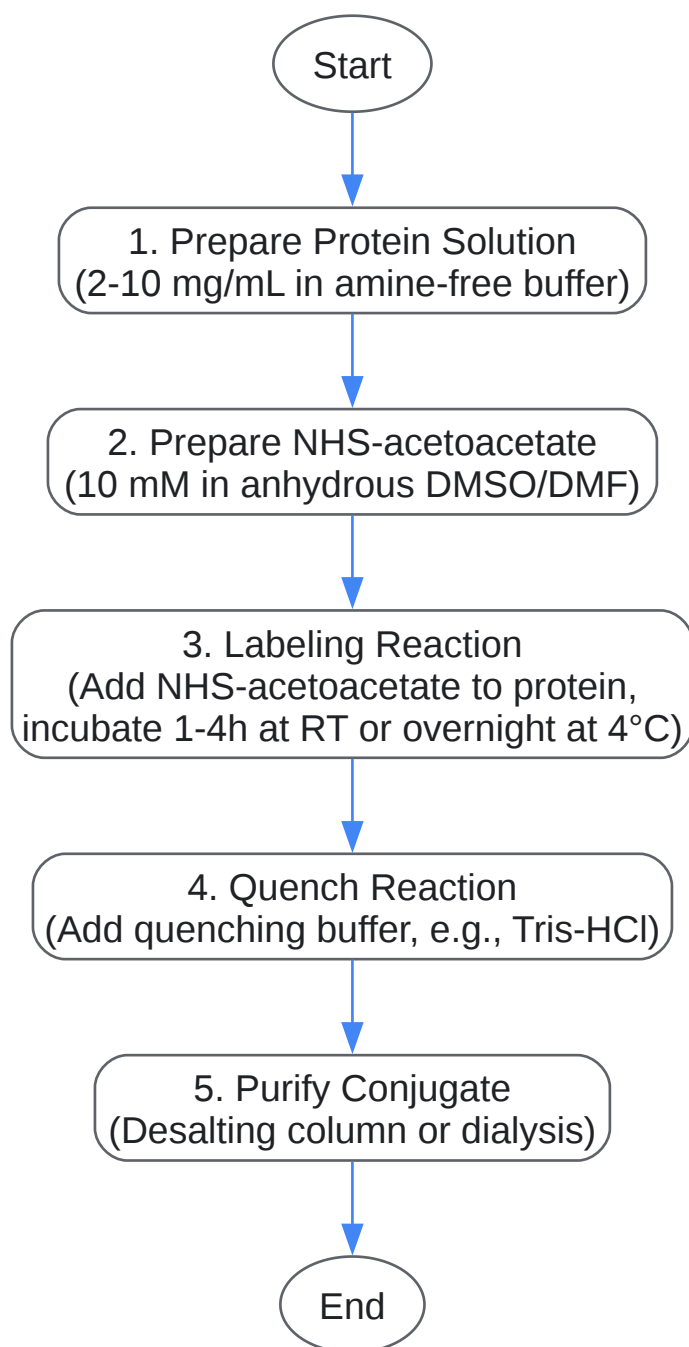 Start
1. Prepare Protein Solution
(2-10 mg/mL in amine-free buffer)
2. Prepare NHS-acetoacetate
(10 mM in anhydrous DMSO/DMF)
3. Labeling Reaction
(Add NHS-acetoacetate to protein,
incubate 1-4h at RT or overnight at 4°C)
4. Quench Reaction
(Add quenching buffer, e.g., Tris-HCl)
5. Purify Conjugate
(Desalting column or dialysis)
End